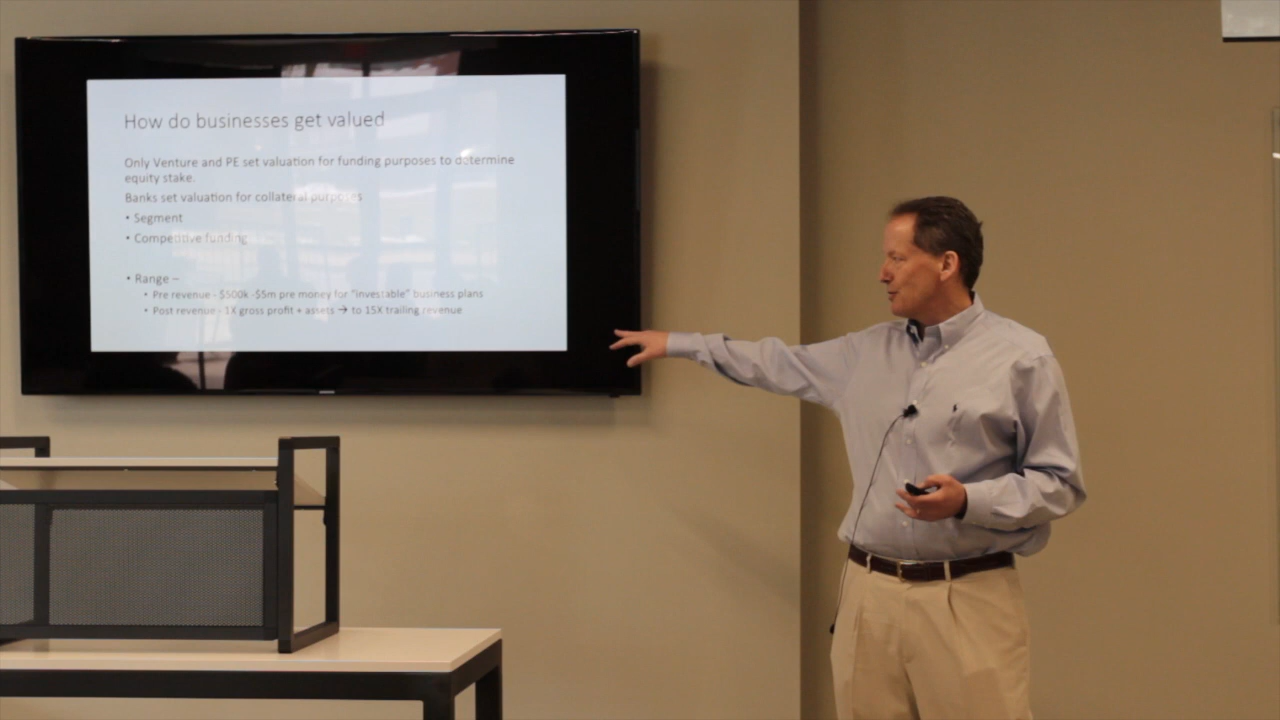 How do businesses get valued
Only Venture and PE set valuation for funding purposes to determine
equity stake.
Banks set valuation for collateral purposes
• Segment
• Competitive funding
• Range –
• Pre revenue - $500k -$5m pre money for "investable" business plans
• Post revenue - 1X gross profit + assets → to 15X trailing revenue